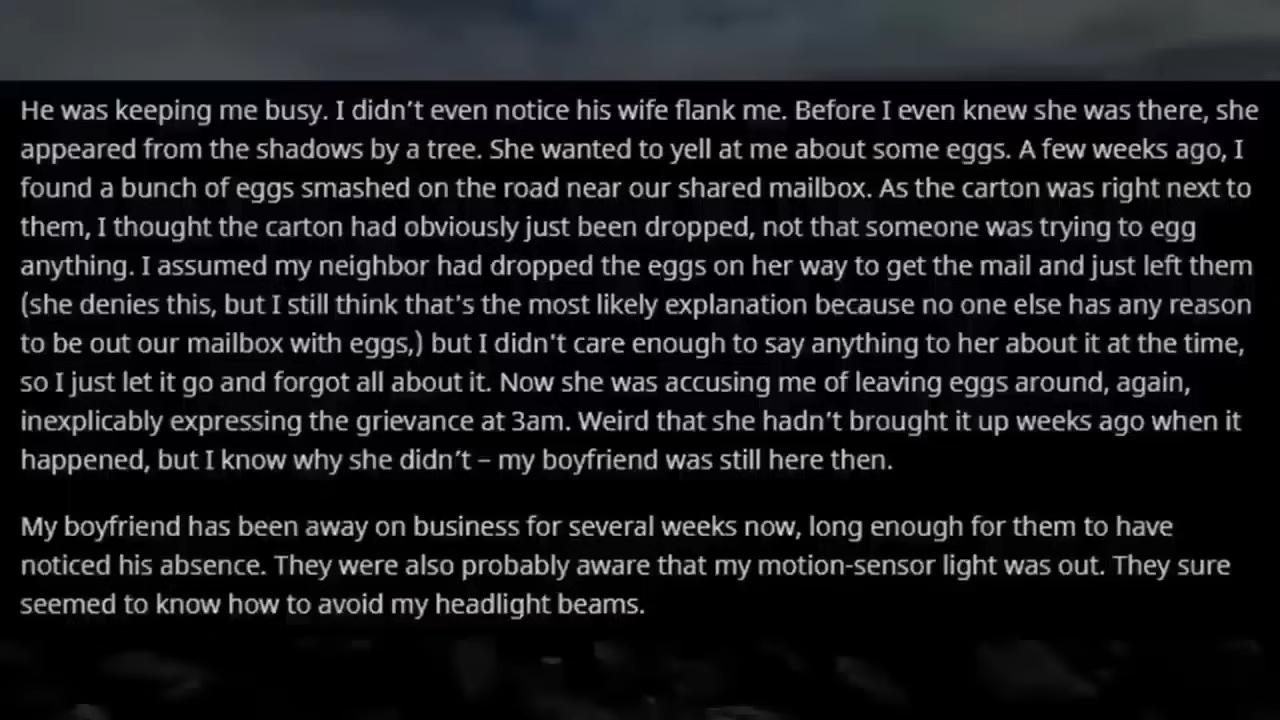 He was keeping me busy. I didn’t even notice his wife flank me. Before I even knew she was there, she
appeared from the shadows by a tree. She wanted to yell at me about some eggs. A few weeks ago, I
found a bunch of eggs smashed on the road near our shared mailbox. As the carton was right next to
them, I thought the carton had obviously just been dropped, not that someone was trying to egg
anything. I assumed my neighbor had dropped the eggs on her way to get the mail and just left them
(she denies this, but I still think that's the most likely explanation because no one else has any reason
to be out our mailbox with eggs,) but I didn't care enough to say anything to her about it at the time,
so I just let it go and forgot all about it. Now she was accusing me of leaving eggs around, again,
inexplicably expressing the grievance at 3am. Weird that she hadn’t brought it up weeks ago when it
happened, but I know why she didn’t – my boyfriend was still here then.
My boyfriend has been away on business for several weeks now, long enough for them to have
noticed his absence. They were also probably aware that my motion-sensor light was out. They sure
seemed to know how to avoid my headlight beams.